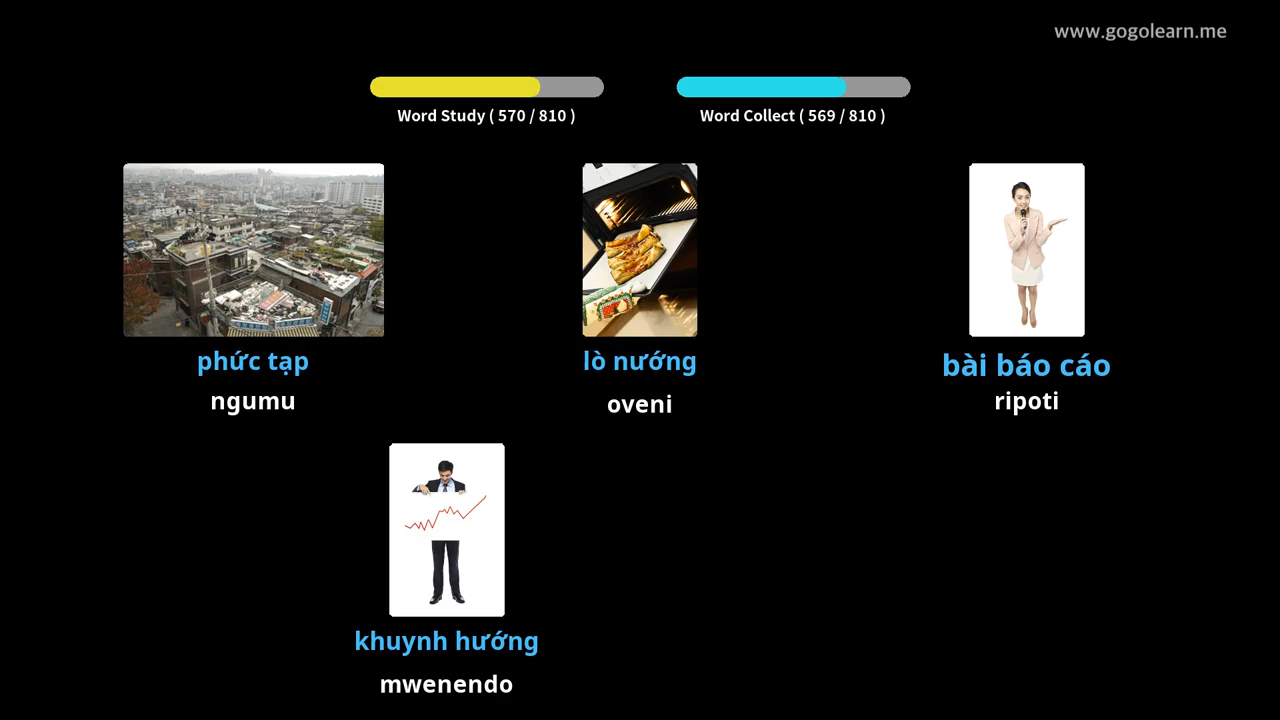 www.gogolearn.me
Word Study ( 570 / 810 )
Word Collect ( 569 / 810 )
phức tạp
ngumu
lò nướng
oveni
bài báo cáo
ripoti
khuynh hướng
mwenendo